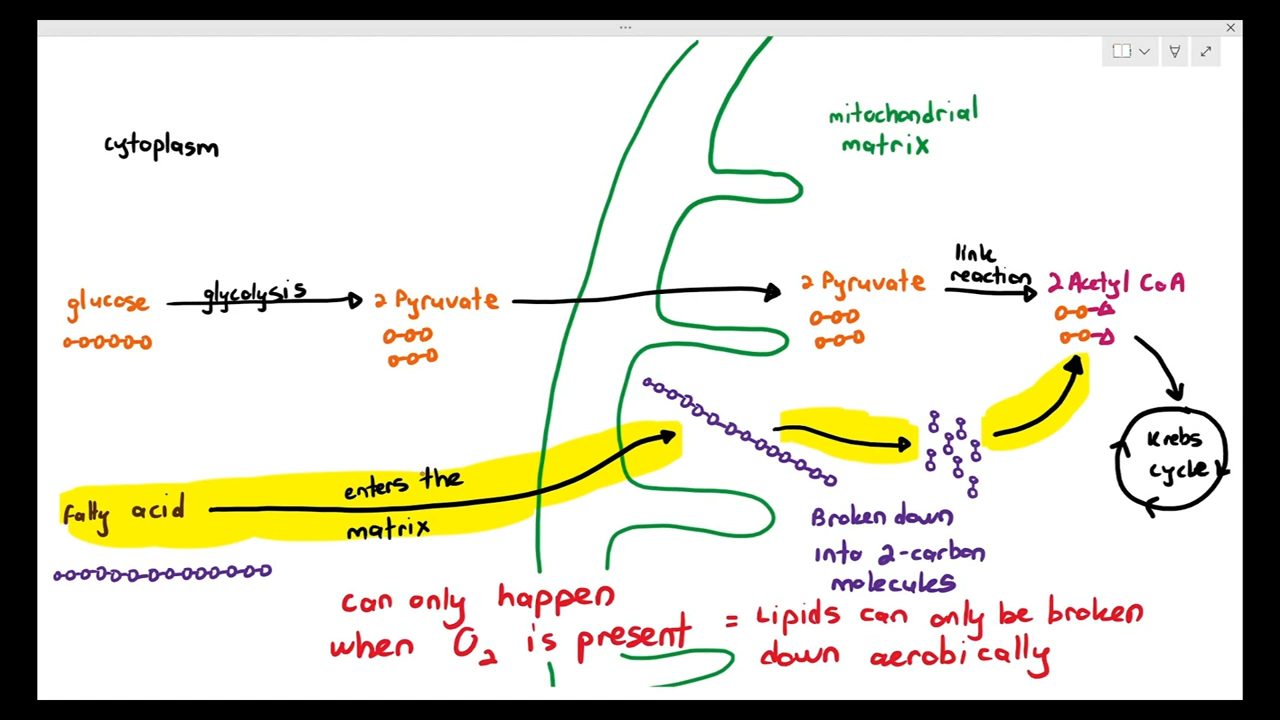 cytoplasm
mitochondrial
matrix
glucose
glycolysis
2 Pyruvate
2 Pyruvate
link
reaction
2 Acetyl CoA
Krebs
cycle
Fatty acid
enters the
matrix
Broken down
into 2-carbon
molecules
can only happen
when O₂ is present
= Lipids can only be broken
down aerobically